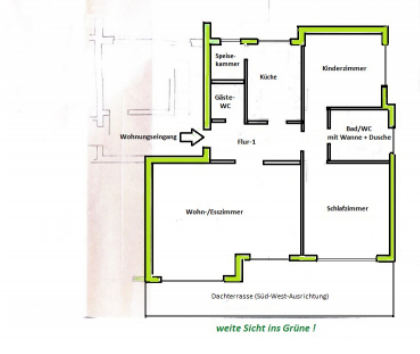 Speise-
kammer
Küche
Kinderzimmer
Gäste-
WC
Wohnungseingang
Flur-1
Bad/WC
mit Wanne + Dusche
Wohn-/Esszimmer
Schlafzimmer
Dachterrasse (Süd-West-Ausrichtung)
weite Sicht ins Grüne !